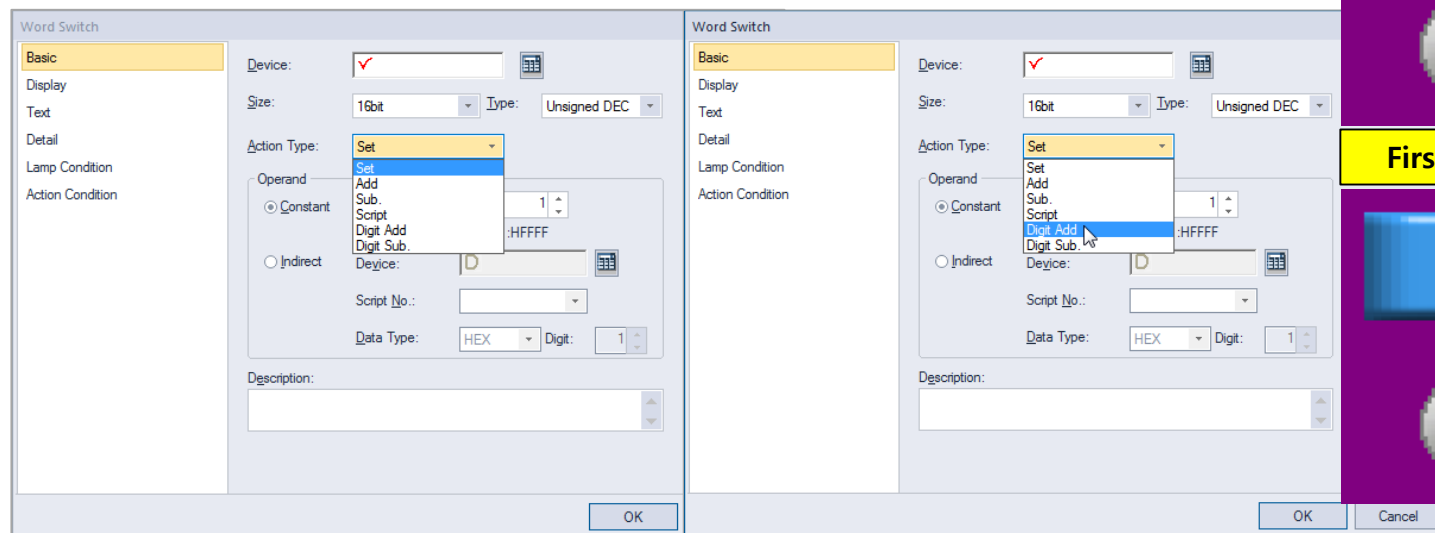 Word Switch
Basic
Display
Text
Detail
Lamp Condition
Action Condition
Device:
Size: 16bit Type: Unsigned DEC
Action Type: Set
Set
Add
Sub.
Script
Digit Add
Digit Sub.
Operand
Constant 1
:HFFFF
Indirect Device: D
Script No.:
Data Type: HEX Digit: 1
Description:
OK
Word Switch
Basic
Display
Text
Detail
Lamp Condition
Action Condition
Device:
Size: 16bit Type: Unsigned DEC
Action Type: Set
Set
Add
Sub.
Script
Digit Add
Digit Sub.
Operand
Constant 1
:HFFFF
Indirect Device: D
Script No.:
Data Type: HEX Digit: 1
Description:
OK
Cancel